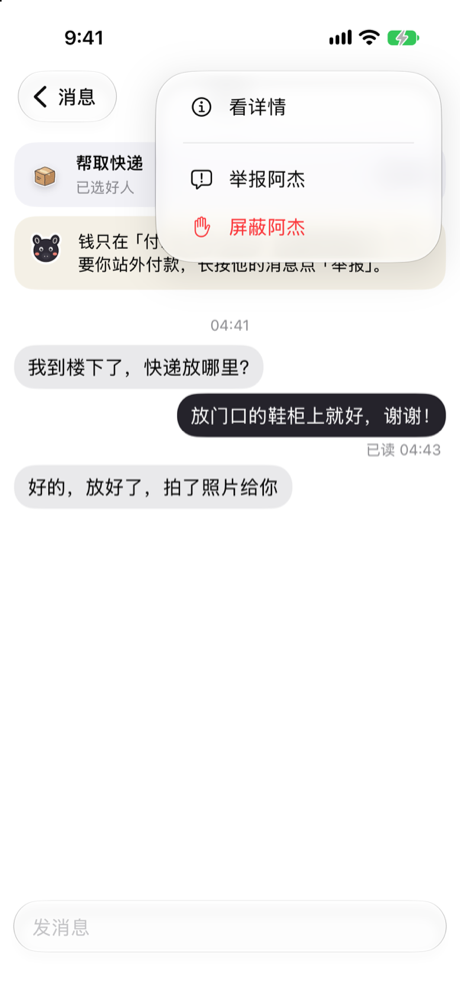 9:41
消息
看详情
举报阿杰
屏蔽阿杰
帮取快递
已选好人
钱只在「付
要你站外付款，长按他的消息点「举报」。
04:41
我到楼下了，快递放哪里?
放门口的鞋柜上就好，谢谢!
已读 04:43
好的，放好了，拍了照片给你
发消息